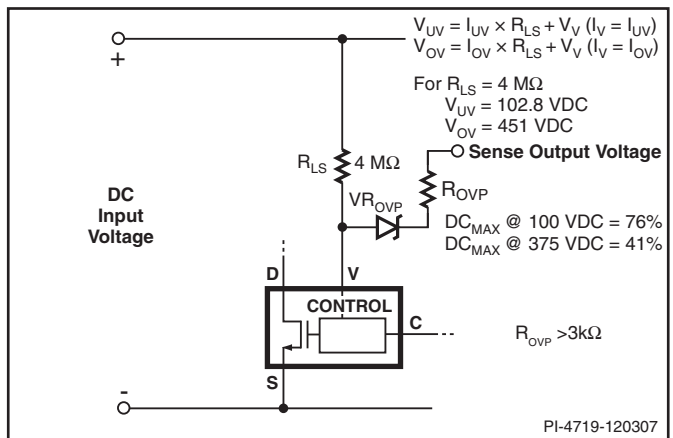 V_UV = I_UV × R_LS + V_V (I_V = I_UV)
V_OV = I_OV × R_LS + V_V (I_V = I_OV)
+
For R_LS = 4 MΩ
V_UV = 102.8 VDC
V_OV = 451 VDC
Sense Output Voltage
R_LS
4 MΩ
R_OVP
VR_OVP
DC
Input
Voltage
DC_MAX @ 100 VDC = 76%
DC_MAX @ 375 VDC = 41%
D
V
CONTROL
C
R_OVP >3kΩ
S
-
PI-4719-120307